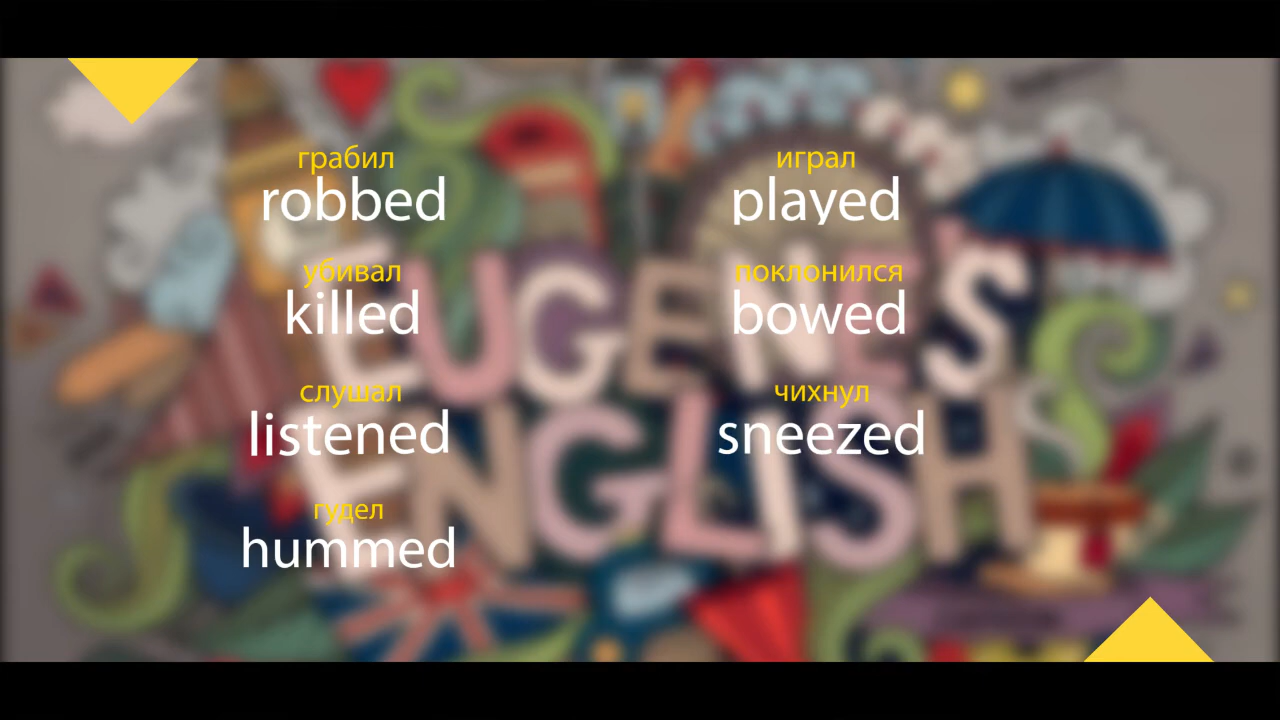 грабил
robbed
убивал
killed
слушал
listened
гудел
hummed
играл
played
поклонился
bowed
чихнул
sneezed
EUGENE'S
ENGLISH